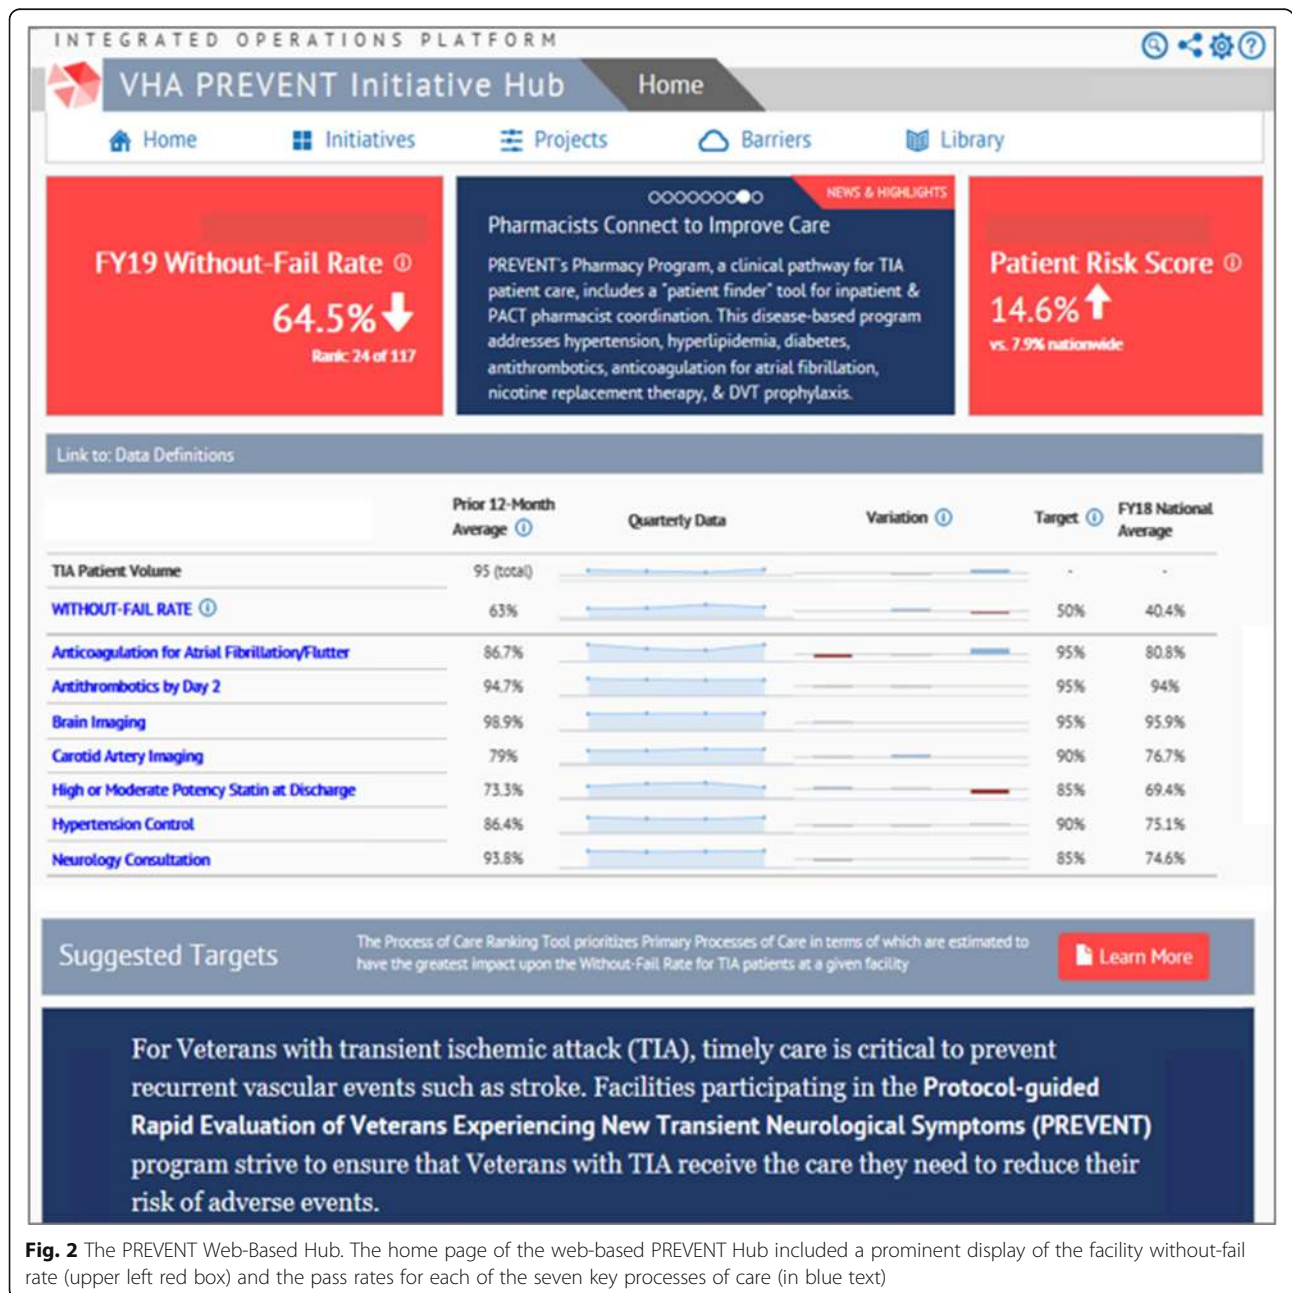 INTEGRATED OPERATIONS PLATFORM
VHA PREVENT Initiative Hub
Home
Home
Initiatives
Projects
Barriers
Library
FY19 Without-Fail Rate
64.5%
Rank: 24 of 117
NEWS & HIGHLIGHTS
Pharmacists Connect to Improve Care
PREVENT's Pharmacy Program, a clinical pathway for TIA
patient care, includes a "patient finder" tool for inpatient &
PACT pharmacist coordination. This disease-based program
addresses hypertension, hyperlipidemia, diabetes,
antithrombotics, anticoagulation for atrial fibrillation,
nicotine replacement therapy, & DVT prophylaxis.
Patient Risk Score
14.6%
vs. 7.9% nationwide
Link to: Data Definitions
Prior 12-Month
Average
Quarterly Data
Variation
Target
FY18 National
Average
TIA Patient Volume 95 (total) - -
WITHOUT-FAIL RATE 63% 50% 40.4%
Anticoagulation for Atrial Fibrillation/Flutter 86.7% 95% 80.8%
Antithrombotics by Day 2 94.7% 95% 94%
Brain Imaging 98.9% 95% 95.9%
Carotid Artery Imaging 79% 90% 76.7%
High or Moderate Potency Statin at Discharge 73.3% 85% 69.4%
Hypertension Control 86.4% 90% 75.1%
Neurology Consultation 93.8% 85% 74.6%
Suggested Targets
The Process of Care Ranking Tool prioritizes Primary Processes of Care in terms of which are estimated to
have the greatest impact upon the Without-Fail Rate for TIA patients at a given facility
Learn More
For Veterans with transient ischemic attack (TIA), timely care is critical to prevent
recurrent vascular events such as stroke. Facilities participating in the Protocol-guided
Rapid Evaluation of Veterans Experiencing New Transient Neurological Symptoms (PREVENT)
program strive to ensure that Veterans with TIA receive the care they need to reduce their
risk of adverse events.
Fig. 2 The PREVENT Web-Based Hub. The home page of the web-based PREVENT Hub included a prominent display of the facility without-fail
rate (upper left red box) and the pass rates for each of the seven key processes of care (in blue text)